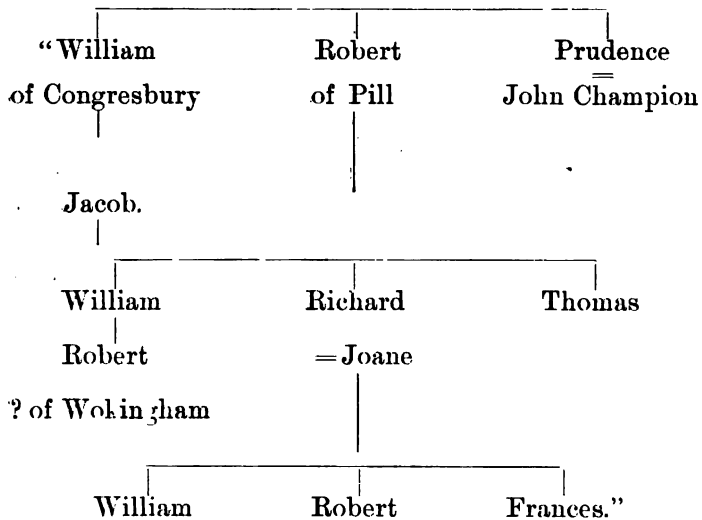 “William Robert Prudence
of Congresbury of Pill = John Champion
Jacob.
William Richard Thomas
Robert =Joane
? of Wokingham
William Robert Frances.”